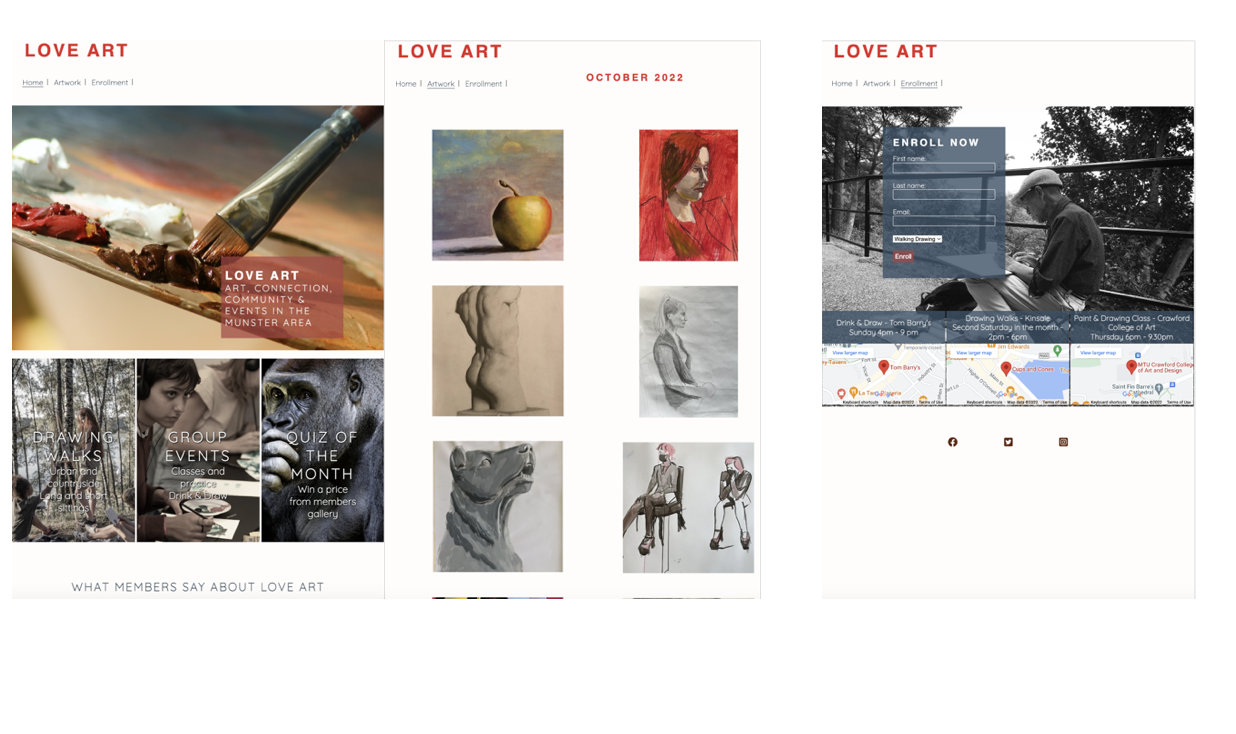 LOVE ART
Home | Artwork | Enrollment |
LOVE ART
ART, CONNECTION,
COMMUNITY &
EVENTS IN THE
MUNSTER AREA
DRAWING
WALKS
Urban and
countryside
Long and short
sittings
GROUP
EVENTS
Classes and
practice
Drink & Draw
QUIZ OF
THE
MONTH
Win a price
from members
gallery
WHAT MEMBERS SAY ABOUT LOVE ART
LOVE ART
Home | Artwork | Enrollment |
OCTOBER 2022
LOVE ART
Home | Artwork | Enrollment |
ENROLL NOW
First name:
Last name:
Email:
Walking Drawing
Enroll
Drink & Draw - Tom Barry's
Sunday 4pm - 9 pm
Drawing Walks - Kinsale
Second Saturday in the month -
2pm - 6pm
Paint & Drawing Class - Crawford
College of Art
Thursday 6pm - 9.30pm
View larger map
Temporarily closed
Tom Barry's
Industry St
Keyboard shortcuts Map data ©2022 Terms of Use
View larger map
Jim Edwards
Cups and Cones
Keyboard shortcuts Map data ©2022 Terms of Use
View larger map
MTU Crawford
of Art and Design
Saint Fin Barre's
Cathedral
Keyboard shortcuts Map data ©2022 Terms of Use